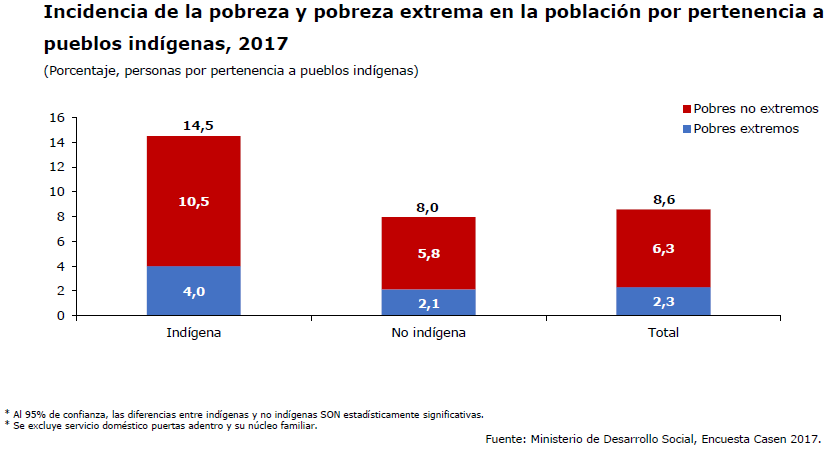 Incidencia de la pobreza y pobreza extrema en la población por pertenencia a
pueblos indígenas, 2017
(Porcentaje, personas por pertenencia a pueblos indígenas)
Pobres no extremos
Pobres extremos
16
14
12
10
8
6
4
2
0
14,5
10,5
4,0
8,0
5,8
2,1
8,6
6,3
2,3
Indígena
No indígena
Total
* Al 95% de confianza, las diferencias entre indígenas y no indígenas SON estadísticamente significativas.
* Se excluye servicio doméstico puertas adentro y su núcleo familiar.
Fuente: Ministerio de Desarrollo Social, Encuesta Casen 2017.